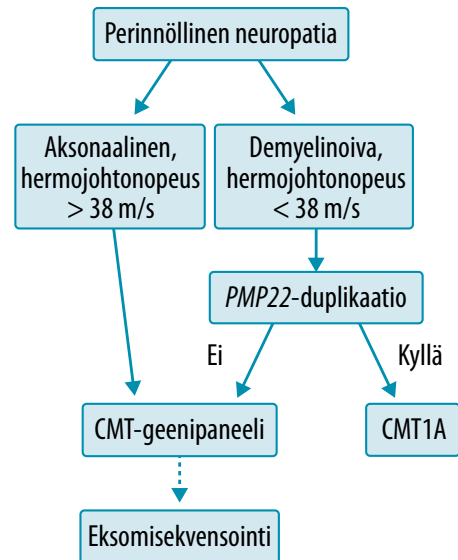 Perinnöllinen neuropatia
Aksonaalinen,
hermojohtonopeus
> 38 m/s
Demyelinoiva,
hermojohtonopeus
< 38 m/s
PMP22-duplikaatio
Ei
Kyllä
CMT-geenipaneeli
CMT1A
Eksomisekvensointi